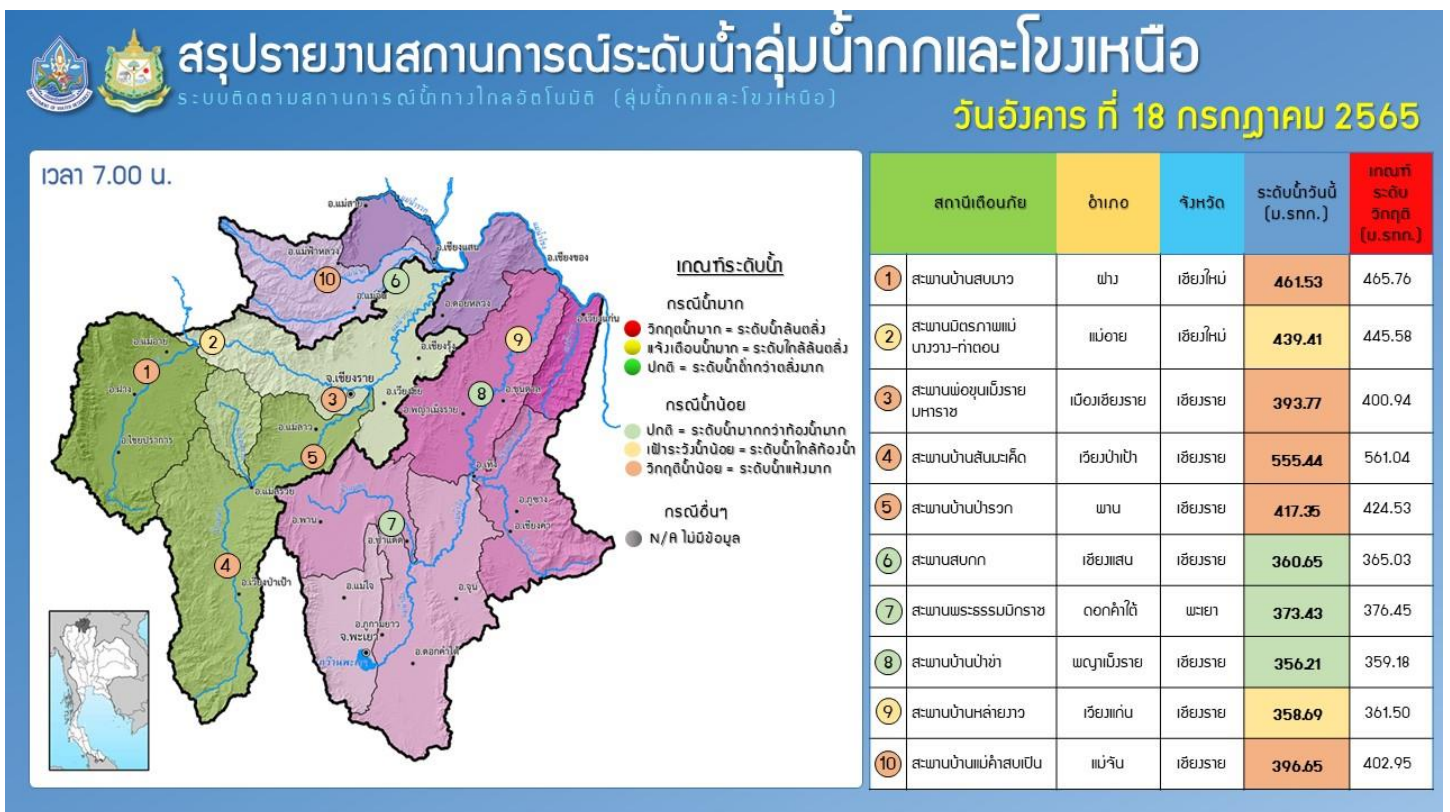 สรุปรายงานสถานการณ์ระดับน้ำลุ่มน้ำกกและโขงเหนือ
ระบบติดตามสถานการณ์น้ำทางไกลอัตโนมัติ (ลุ่มน้ำกกและโขงเหนือ)
วันอังคาร ที่ 18 กรกฎาคม 2565
เวลา 7.00 น.
อ.แม่สาย
แม่น้ำรวก
แม่น้ำโขง
อ.แม่ฟ้าหลวง
อ.เชียงแสน
อ.เชียงของ
10
6
อ.แม่จัน
อ.ดอยหลวง
อ.เวียงแก่น
2
9
อ.แม่อาย
อ.เชียงรุ้ง
1
จ.เชียงราย
8
อ.ฝาง
3
อ.เวียงชัย
อ.ขุนตาล
อ.พญาเม็งราย
อ.แม่ลาว
อ.ไชยปราการ
5
อ.เทิง
อ.แม่สรวย
อ.ภูซาง
อ.พาน
7
อ.เชียงคำ
อ.ป่าแดด
4
อ.เวียงป่าเป้า
อ.แม่ใจ
อ.จุน
อ.ภูกามยาว
จ.พะเยา
อ.ดอกคำใต้
กว๊านพะเยา
เกณฑ์ระดับน้ำ
กรณีน้ำมาก
วิกฤตน้ำมาก = ระดับน้ำล้นตลิ่ง
แจ้งเตือนน้ำมาก = ระดับใกล้ล้นตลิ่ง
ปกติ = ระดับน้ำต่ำกว่าตลิ่งมาก
กรณีน้ำน้อย
ปกติ = ระดับน้ำมากกว่าท้องน้ำมาก
เฝ้าระวังน้ำน้อย = ระดับน้ำใกล้ท้องน้ำ
วิกฤติน้ำน้อย = ระดับน้ำแห้งมาก
กรณีอื่นๆ
N/A ไม่มีข้อมูล
สถานีเตือนภัย อำเภอ จังหวัด ระดับน้ำวันนี้ (ม.รทก.) เกณฑ์ระดับวิกฤติ (ม.รทก.)
1 สะพานบ้านสบมาว ฝาง เชียงใหม่ 461.53 465.76
2 สะพานมิตรภาพแม่นางวาง-ท่าตอน แม่อาย เชียงใหม่ 439.41 445.58
3 สะพานพ่อขุนเม็งรายมหาราช เมืองเชียงราย เชียงราย 393.77 400.94
4 สะพานบ้านสันมะเค็ด เวียงป่าเป้า เชียงราย 555.44 561.04
5 สะพานบ้านป่ารวก พาน เชียงราย 417.35 424.53
6 สะพานสบกก เชียงแสน เชียงราย 360.65 365.03
7 สะพานพระธรรมมิกราช ดอกคำใต้ พะเยา 373.43 376.45
8 สะพานบ้านป่าข่า พญาเม็งราย เชียงราย 356.21 359.18
9 สะพานบ้านหล่ายงาว เวียงแก่น เชียงราย 358.69 361.50
10 สะพานบ้านแม่คำสบเปิน แม่จัน เชียงราย 396.65 402.95